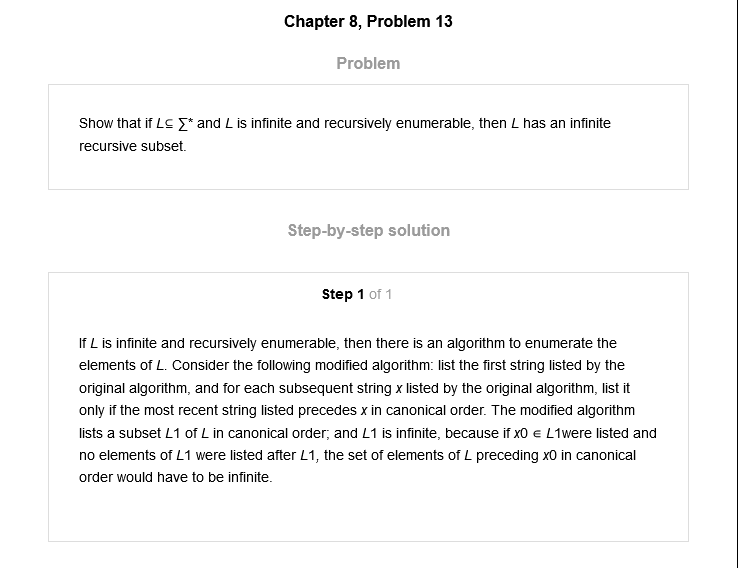 Chapter 8, Problem 13
Problem
Show that if L⊆ ∑* and L is infinite and recursively enumerable, then L has an infinite
recursive subset.
Step-by-step solution
Step 1 of 1
If L is infinite and recursively enumerable, then there is an algorithm to enumerate the
elements of L. Consider the following modified algorithm: list the first string listed by the
original algorithm, and for each subsequent string x listed by the original algorithm, list it
only if the most recent string listed precedes x in canonical order. The modified algorithm
lists a subset L1 of L in canonical order; and L1 is infinite, because if x0 ∈ L1were listed and
no elements of L1 were listed after L1, the set of elements of L preceding x0 in canonical
order would have to be infinite.